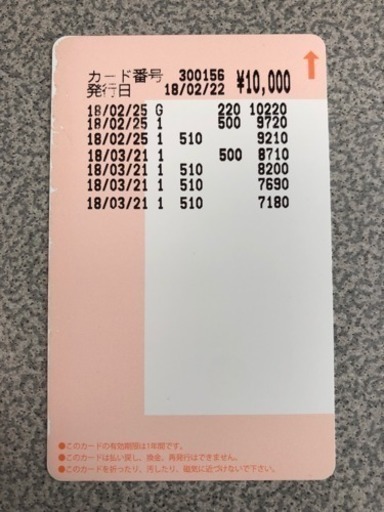 カード番号 300156
発行日 18/02/22 ¥10,000
18/02/25 G 220 10220
18/02/25 1 500 9720
18/02/25 1 510 9210
18/03/21 1 500 8710
18/03/21 1 510 8200
18/03/21 1 510 7690
18/03/21 1 510 7180
●このカードの有効期限は1年間です。
●このカードは払い戻し、換金、再発行はできません。
●このカードを折ったり、汚したり、磁気に近づけないで下さい。